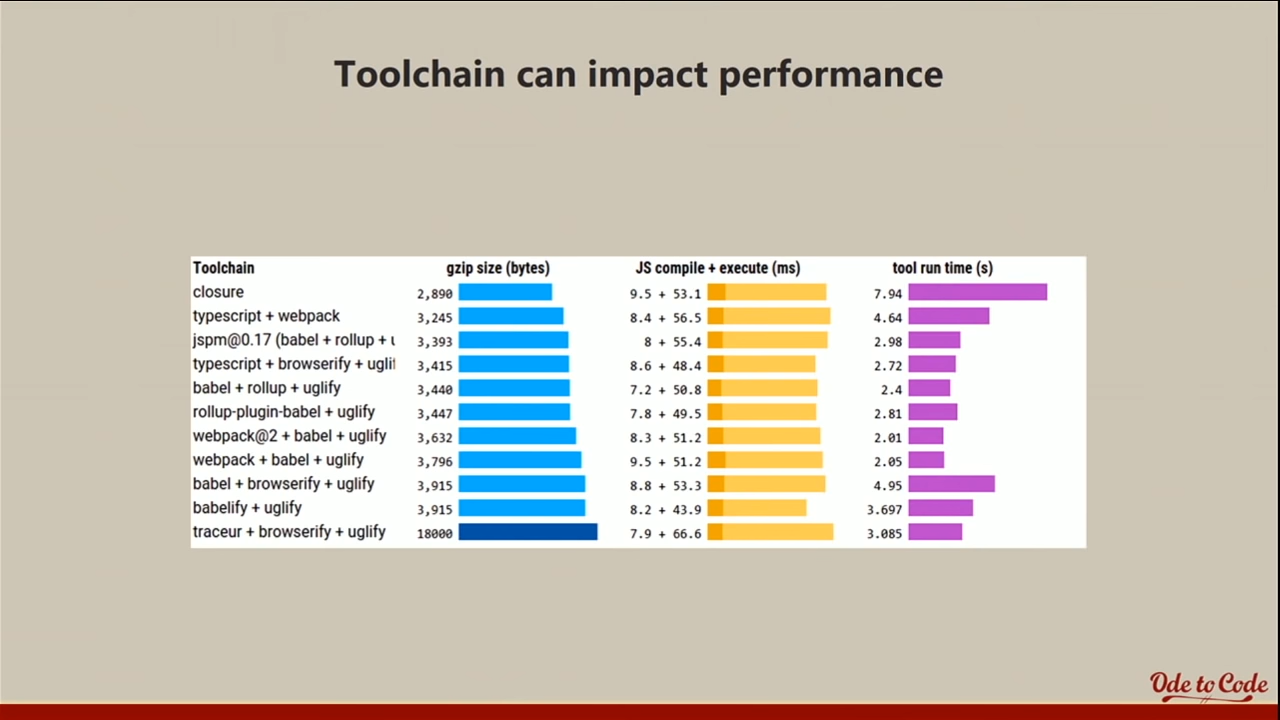 Toolchain can impact performance
Toolchain gzip size (bytes) JS compile + execute (ms) tool run time (s)
closure 2,890 9.5 + 53.1 7.94
typescript + webpack 3,245 8.4 + 56.5 4.64
jspm@0.17 (babel + rollup + u 3,393 8 + 55.4 2.98
typescript + browserify + uglif 3,415 8.6 + 48.4 2.72
babel + rollup + uglify 3,440 7.2 + 50.8 2.4
rollup-plugin-babel + uglify 3,447 7.8 + 49.5 2.81
webpack@2 + babel + uglify 3,632 8.3 + 51.2 2.01
webpack + babel + uglify 3,796 9.5 + 51.2 2.05
babel + browserify + uglify 3,915 8.8 + 53.3 4.95
babelify + uglify 3,915 8.2 + 43.9 3.697
traceur + browserify + uglify 18000 7.9 + 66.6 3.085
Ode to Code